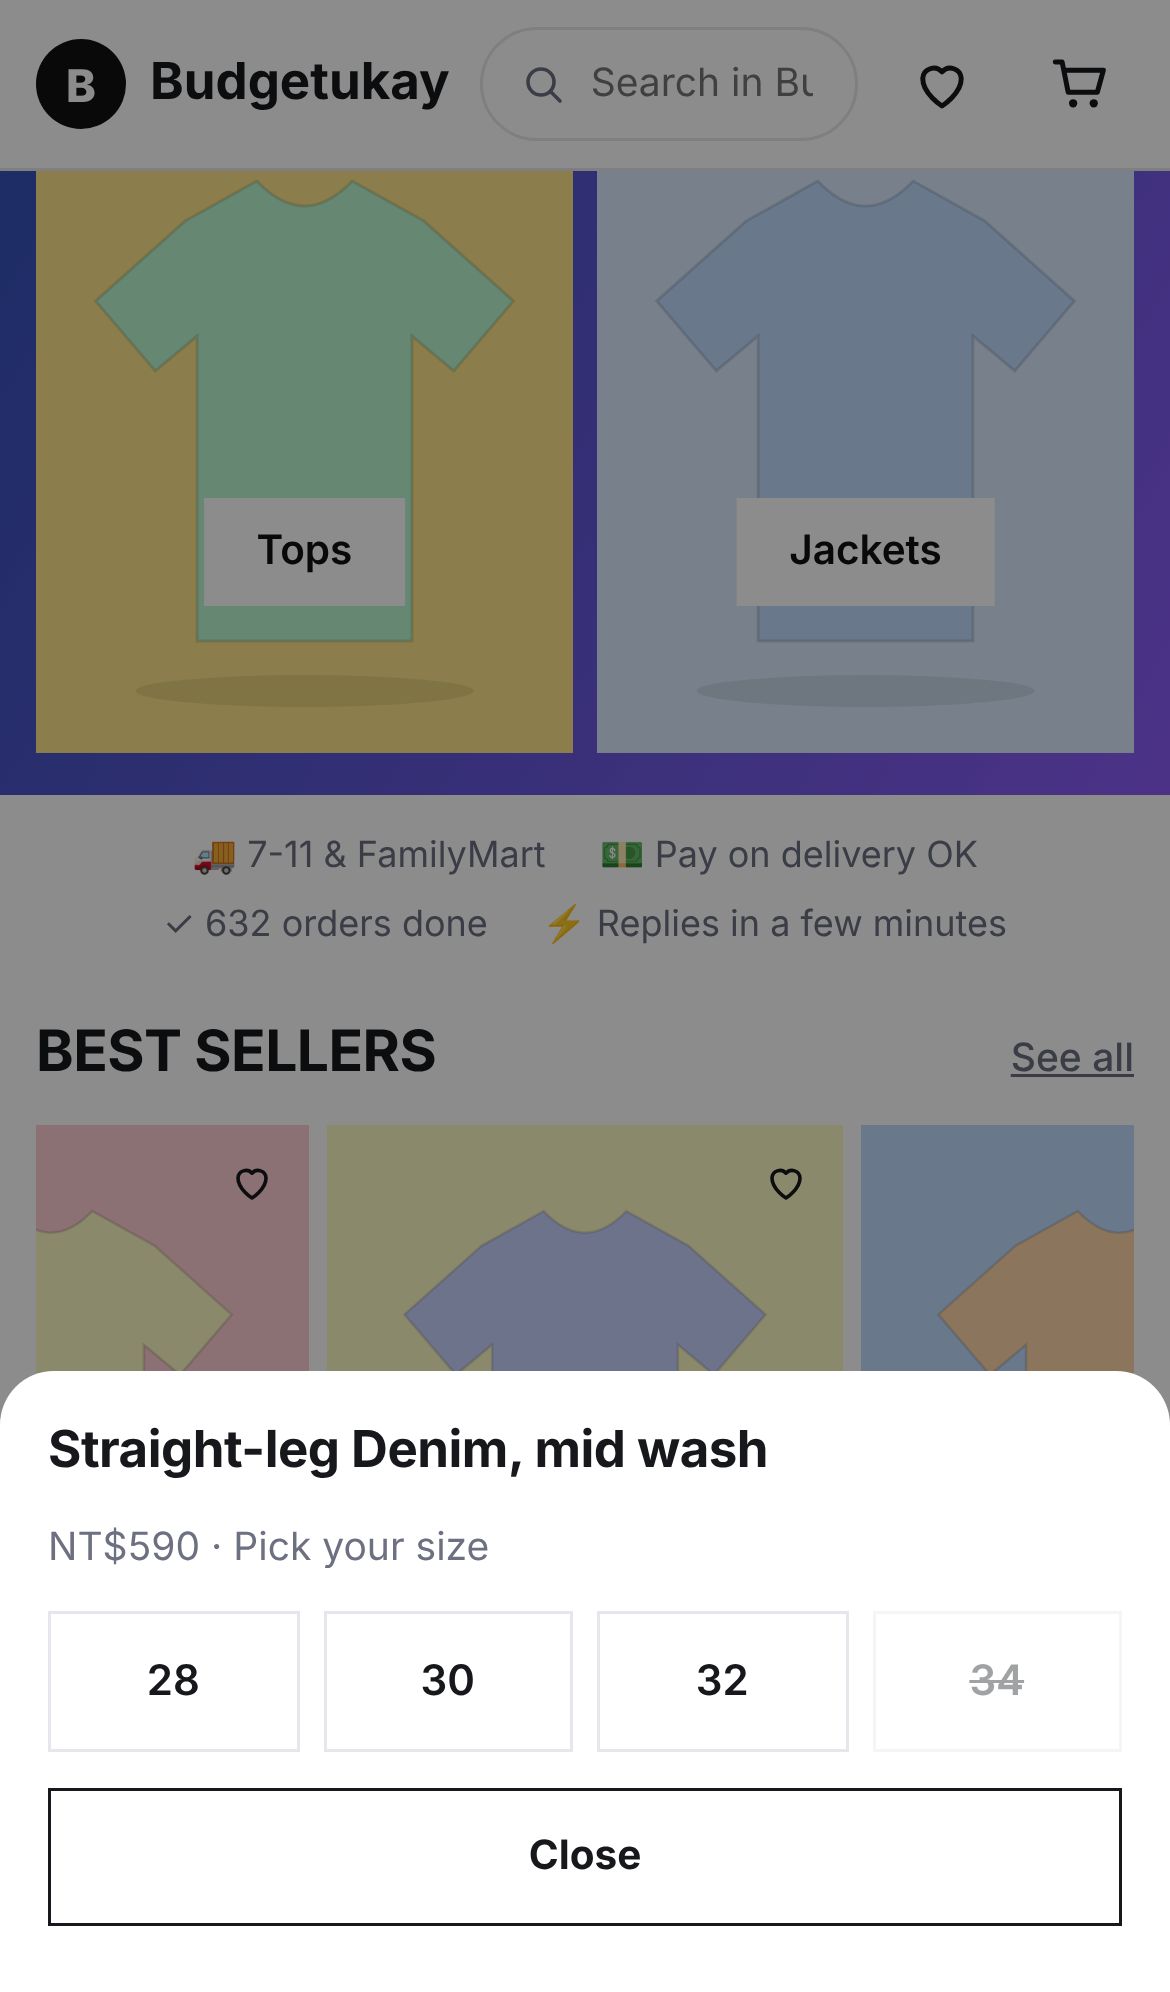 B Budgetukay
Search in Bu
Tops
Jackets
🚚 7-11 & FamilyMart 💵 Pay on delivery OK
✓ 632 orders done ⚡ Replies in a few minutes
BEST SELLERS
See all
Straight-leg Denim, mid wash
NT$590 · Pick your size
28 30 32 34
Close